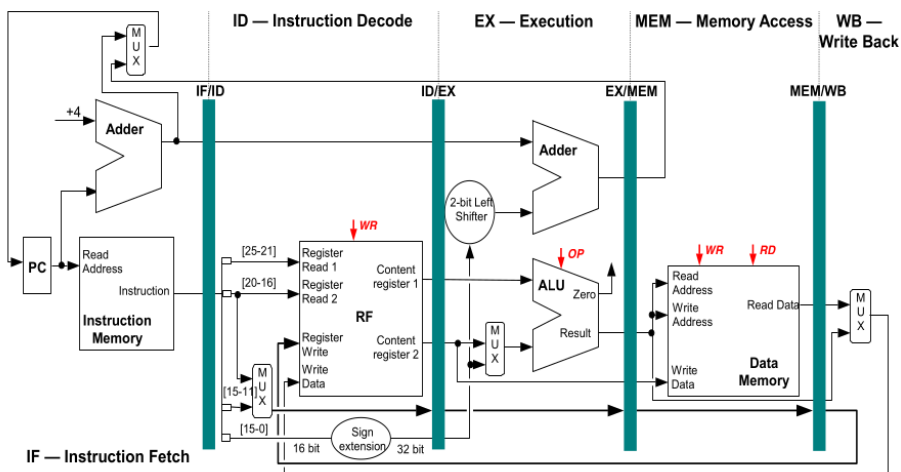 ID — Instruction Decode
EX — Execution
MEM — Memory Access
WB —
Write Back
M
U
X
IF/ID
ID/EX
EX/MEM
MEM/WB
+4
Adder
Adder
2-bit Left
Shifter
WR
OP
WR
RD
[25-21]
[20-16]
PC
Read
Address
Instruction
Instruction
Memory
Register
Read 1
Register
Read 2
Content
register 1
RF
Register
Write
Content
register 2
Write
Data
ALU
Zero
Result
M
U
X
Read
Address
Write
Address
Read Data
Write
Data
Data
Memory
M
U
X
M
U
X
[15-11]
[15-0]
16 bit
Sign
extension
32 bit
IF — Instruction Fetch